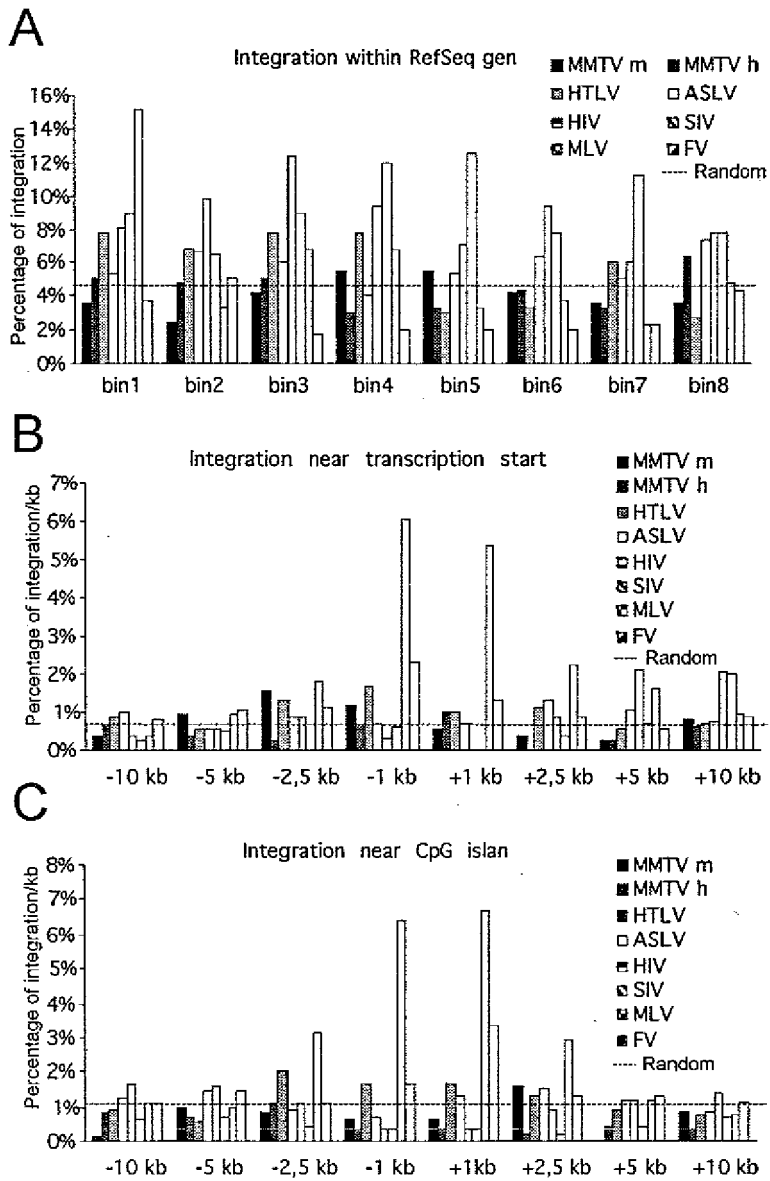 A
Integration within RefSeq gen
MMTV m MMTV h
HTLV ASLV
HIV SIV
MLV FV
Random
Percentage of integration
16%
14%
12%
10%
8%
6%
4%
2%
0%
bin1 bin2 bin3 bin4 bin5 bin6 bin7 bin8
B
Integration near transcription start
MMTV m
MMTV h
HTLV
ASLV
HIV
SIV
MLV
FV
Random
Percentage of integration/kb
7%
6%
5%
4%
3%
2%
1%
0%
-10 kb -5 kb -2,5 kb -1 kb +1 kb +2,5 kb +5 kb +10 kb
C
Integration near CpG islan
MMTV m
MMTV h
HTLV
ASLV
HIV
SIV
MLV
FV
Random
Percentage of integration/kb
8%
7%
6%
5%
4%
3%
2%
1%
0%
-10 kb -5 kb -2,5 kb -1 kb +1kb +2,5 kb +5 kb +10 kb